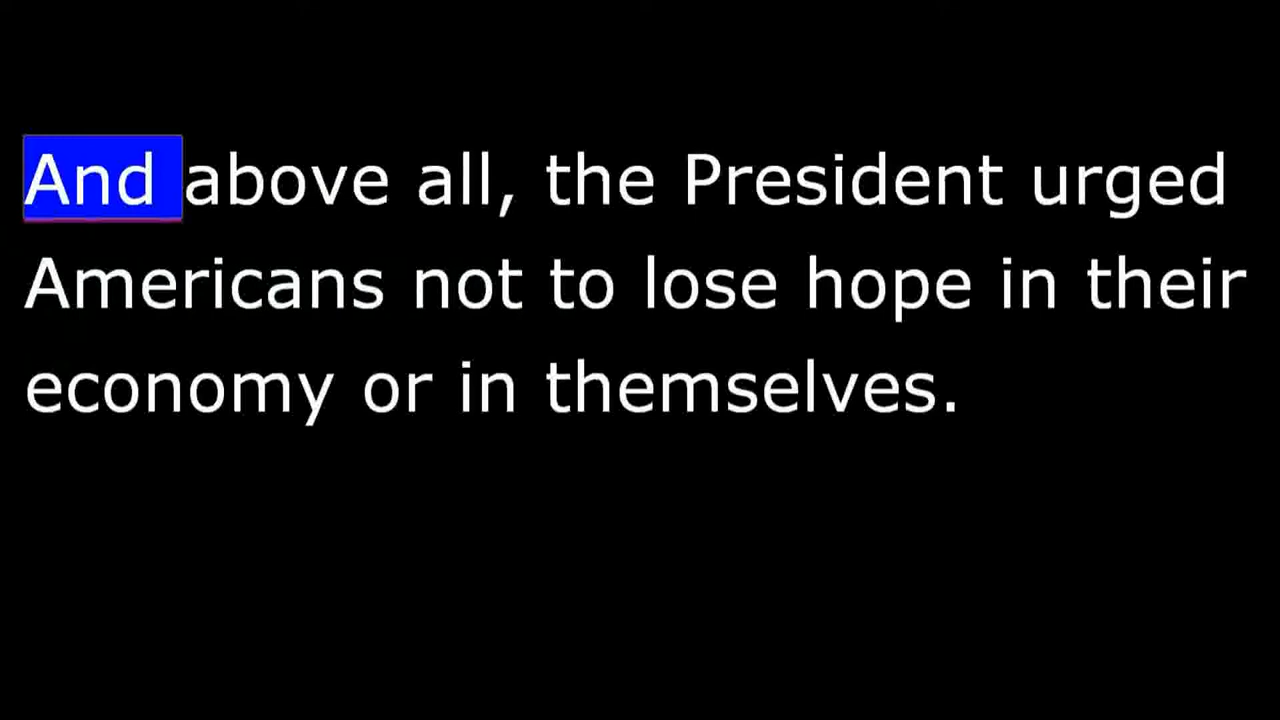 And above all, the President urged
Americans not to lose hope in their
economy or in themselves.